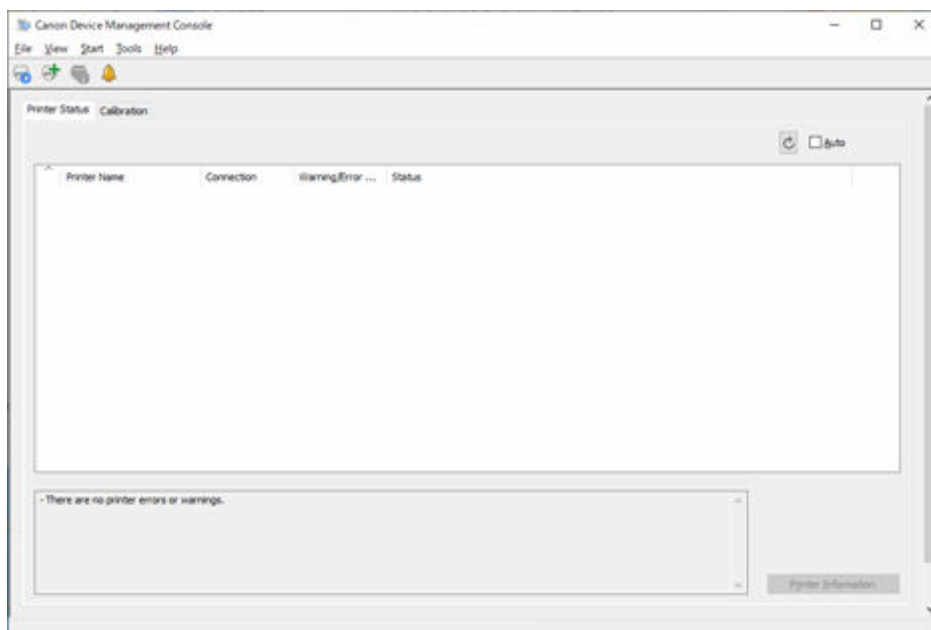 Canon Device Management Console
File View Start Tools Help
Printer Status Calibration
Auto
Printer Name Connection Warning/Error ... Status
- There are no printer errors or warnings.
Printer Information